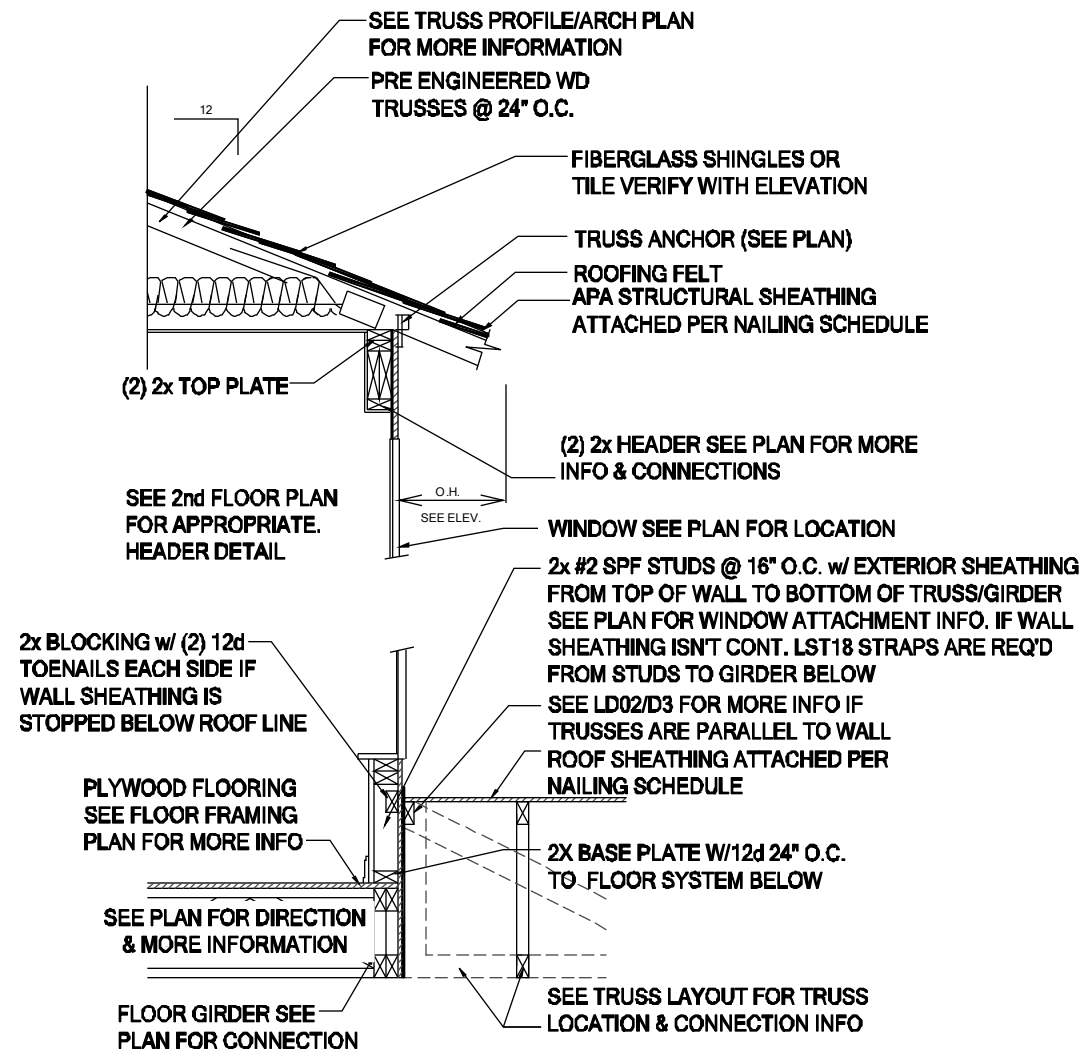 SEE TRUSS PROFILE/ARCH PLAN
FOR MORE INFORMATION
PRE ENGINEERED WD
TRUSSES @ 24" O.C.
12
FIBERGLASS SHINGLES OR
TILE VERIFY WITH ELEVATION
TRUSS ANCHOR (SEE PLAN)
ROOFING FELT
APA STRUCTURAL SHEATHING
ATTACHED PER NAILING SCHEDULE
(2) 2x TOP PLATE
(2) 2x HEADER SEE PLAN FOR MORE
INFO & CONNECTIONS
SEE 2nd FLOOR PLAN
FOR APPROPRIATE.
HEADER DETAIL
O.H.
SEE ELEV.
WINDOW SEE PLAN FOR LOCATION
2x #2 SPF STUDS @ 16" O.C. w/ EXTERIOR SHEATHING
FROM TOP OF WALL TO BOTTOM OF TRUSS/GIRDER
SEE PLAN FOR WINDOW ATTACHMENT INFO. IF WALL
SHEATHING ISN'T CONT. LST18 STRAPS ARE REQ'D
FROM STUDS TO GIRDER BELOW
2x BLOCKING w/ (2) 12d
TOENAILS EACH SIDE IF
WALL SHEATHING IS
STOPPED BELOW ROOF LINE
SEE LD02/D3 FOR MORE INFO IF
TRUSSES ARE PARALLEL TO WALL
ROOF SHEATHING ATTACHED PER
NAILING SCHEDULE
PLYWOOD FLOORING
SEE FLOOR FRAMING
PLAN FOR MORE INFO
2X BASE PLATE W/12d 24" O.C.
TO FLOOR SYSTEM BELOW
SEE PLAN FOR DIRECTION
& MORE INFORMATION
SEE TRUSS LAYOUT FOR TRUSS
LOCATION & CONNECTION INFO
FLOOR GIRDER SEE
PLAN FOR CONNECTION